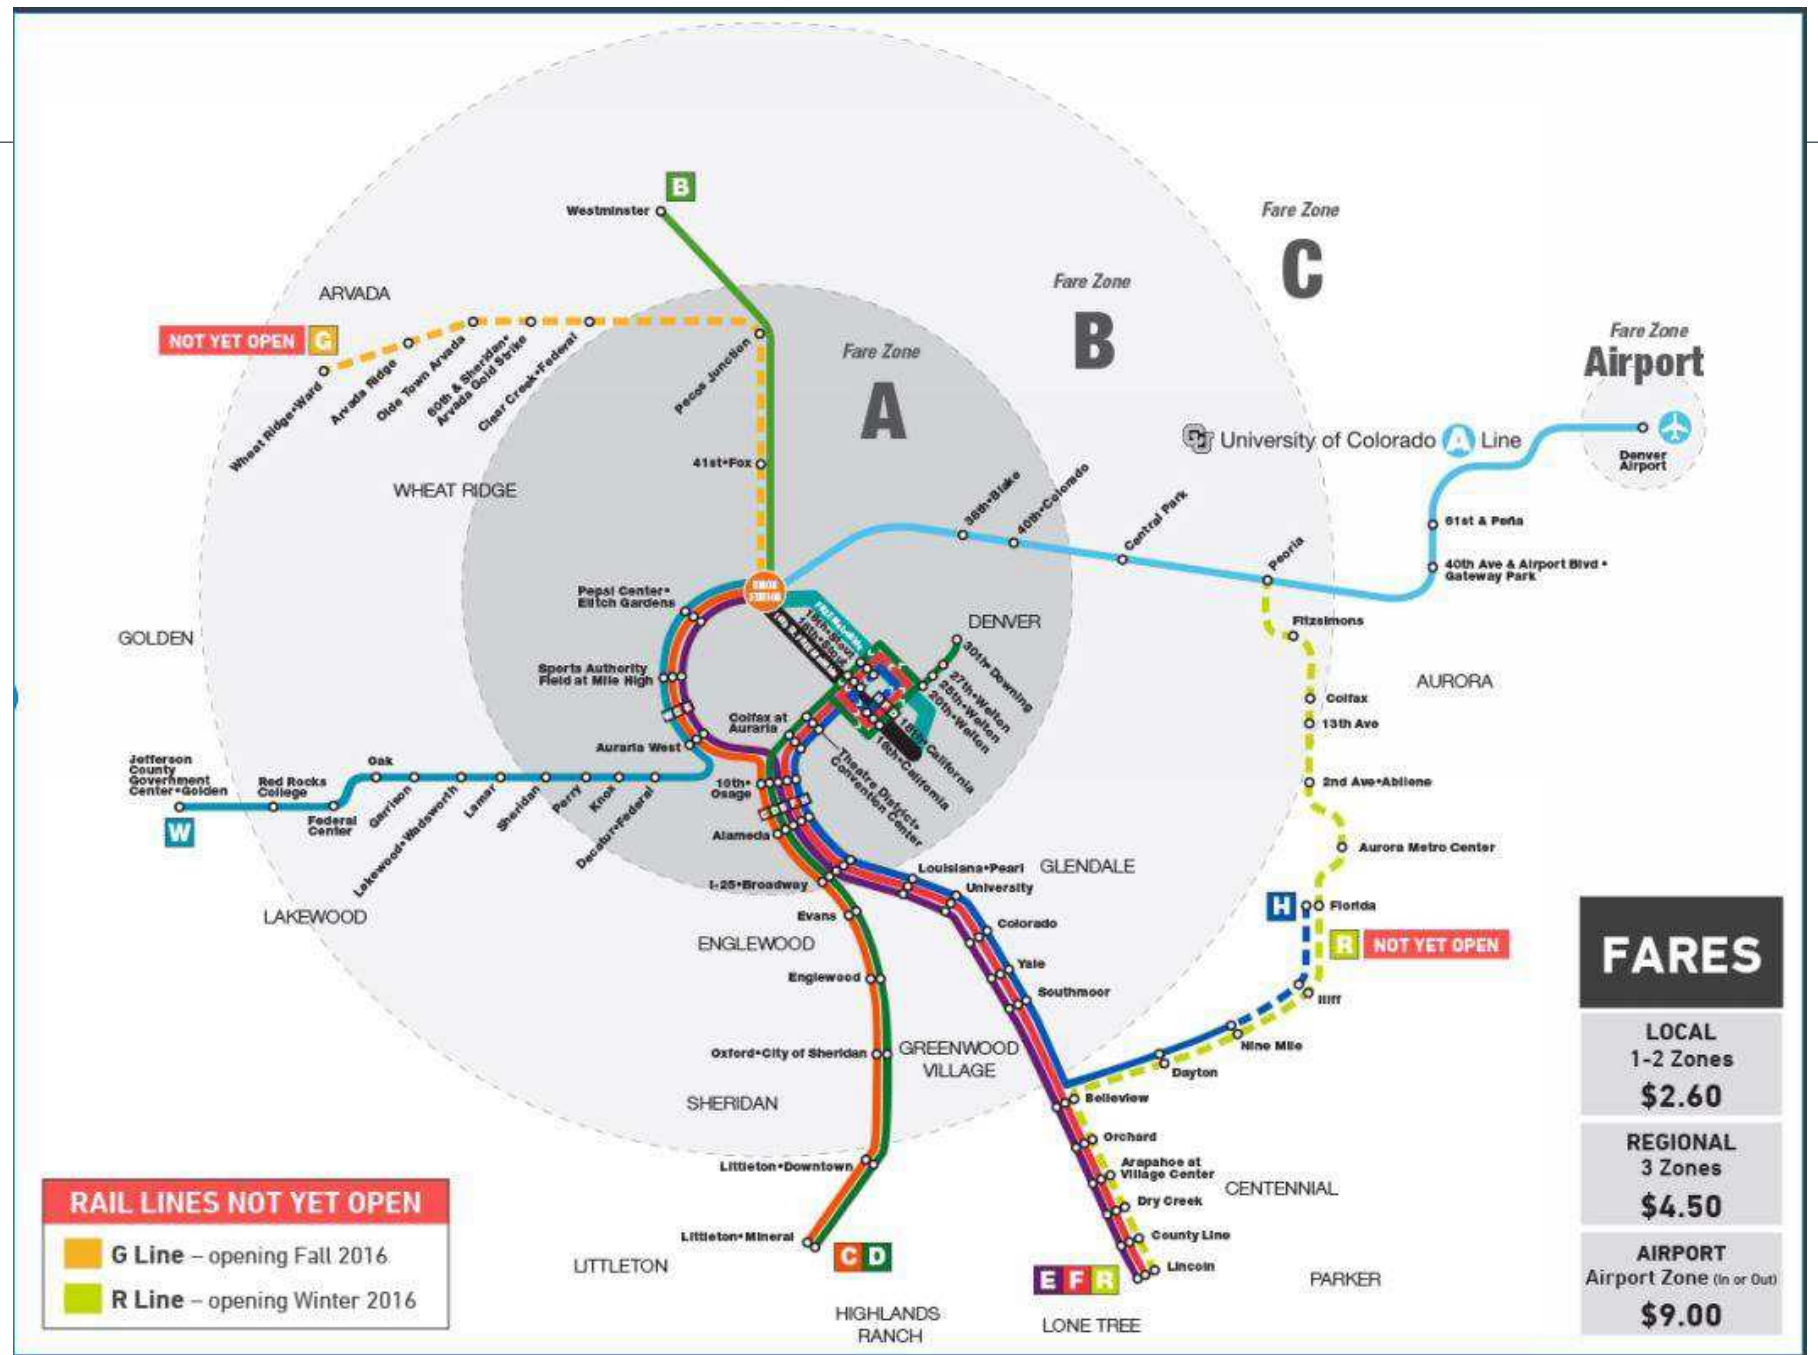 B
Westminster
Fare Zone
C
Fare Zone
B
ARVADA
NOT YET OPEN
G
Fare Zone
A
Fare Zone
Airport
Wheat Ridge•Ward
Arvada Ridge
Olde Town Arvada
60th & Sheridan•
Arvada Gold Strike
Clear Creek•Federal
Pecos Junction
University of Colorado A Line
Denver
Airport
41st•Fox
WHEAT RIDGE
38th•Blake
40th•Colorado
Central Park
Peoria
61st & Peña
40th Ave & Airport Blvd •
Gateway Park
UNION
STATION
Pepsi Center•
Elitch Gardens
GOLDEN
DENVER
Fitzsimons
18th•Stout
16th•Stout
30th•Downing
27th•Welton
25th•Welton
20th•Welton
Sports Authority
Field at Mile High
AURORA
Colfax
13th Ave
Colfax at
Auraria
Auraria West
18th•California
16th•California
Theatre District•
Convention Center
Jefferson
County
Government
Center•Golden
W
Red Rocks
College
Federal
Center
Oak
Garrison
Lakewood•Wadsworth
Lamar
Sheridan
Perry
Knox
Decatur•Federal
10th•
Osage
2nd Ave•Abilene
Alameda
Aurora Metro Center
Louisiana•Pearl
GLENDALE
I-25•Broadway
University
LAKEWOOD
H
Florida
Evans
Colorado
ENGLEWOOD
R
NOT YET OPEN
Yale
Englewood
Southmoor
Iliff
Oxford•City of Sheridan
GREENWOOD
VILLAGE
Nine Mile
Dayton
SHERIDAN
Belleview
Orchard
Littleton•Downtown
Arapahoe at
Village Center
CENTENNIAL
Dry Creek
Littleton•Mineral
County Line
C D
LITTLETON
E F R
Lincoln
PARKER
HIGHLANDS
RANCH
LONE TREE
RAIL LINES NOT YET OPEN
G Line – opening Fall 2016
R Line – opening Winter 2016
FARES
LOCAL
1-2 Zones
$2.60
REGIONAL
3 Zones
$4.50
AIRPORT
Airport Zone (In or Out)
$9.00